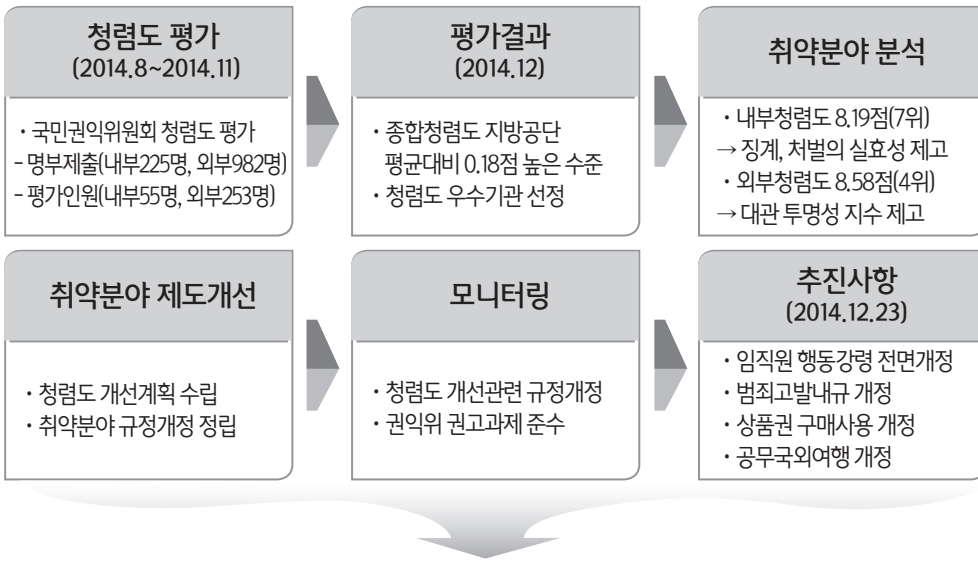 청렴도 평가
(2014.8~2014.11)
· 국민권익위원회 청렴도 평가
- 명부제출(내부225명, 외부982명)
- 평가인원(내부55명, 외부253명)
평가결과
(2014.12)
· 종합청렴도 지방공단
평균대비 0.18점 높은 수준
· 청렴도 우수기관 선정
취약분야 분석
· 내부청렴도 8.19점(7위)
→ 징계, 처벌의 실효성 제고
· 외부청렴도 8.58점(4위)
→ 대관 투명성 지수 제고
취약분야 제도개선
· 청렴도 개선계획 수립
· 취약분야 규정개정 정립
모니터링
· 청렴도 개선관련 규정개정
· 권익위 권고과제 준수
추진사항
(2014.12.23)
· 임직원 행동강령 전면개정
· 범죄고발내규 개정
· 상품권 구매사용 개정
· 공무국외여행 개정